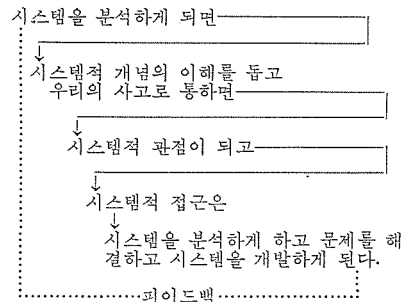 시스템을 분석하게 되면
시스템적 개념의 이해를 돕고
우리의 사고로 통하면
시스템적 관점이 되고
시스템적 접근은
시스템을 분석하게 하고 문제를 해
결하고 시스템을 개발하게 된다.
피이드백